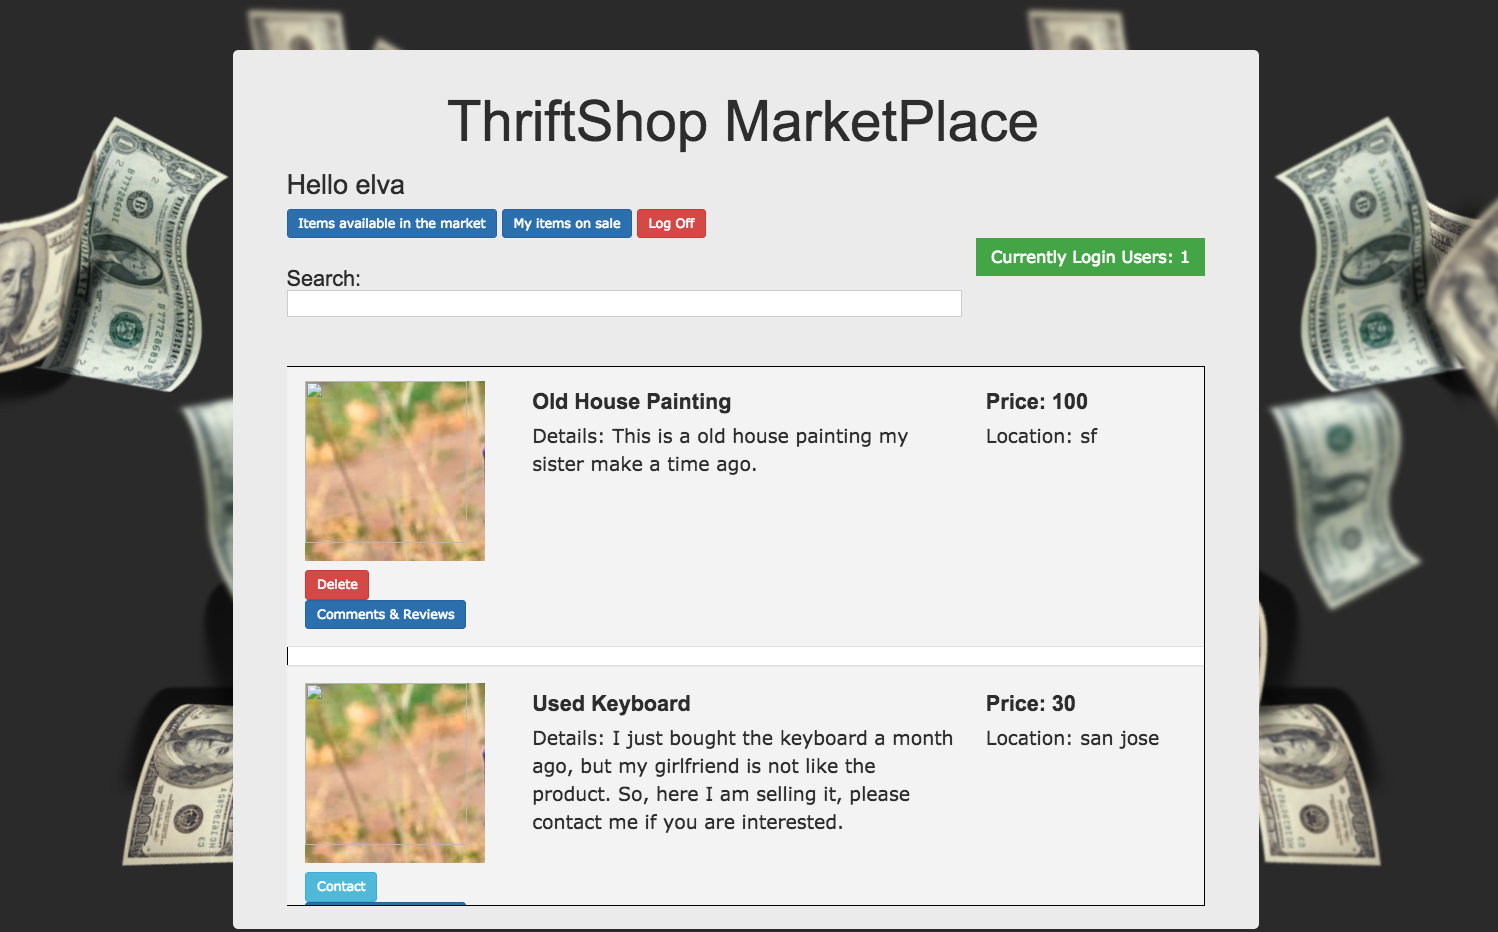 ThriftShop MarketPlace
Hello elva
Items available in the market My items on sale Log Off
Currently Login Users: 1
Search:
Old House Painting
Details: This is a old house painting my
sister make a time ago.
Price: 100
Location: sf
Delete
Comments & Reviews
Used Keyboard
Details: I just bought the keyboard a month
ago, but my girlfriend is not like the
product. So, here I am selling it, please
contact me if you are interested.
Price: 30
Location: san jose
Contact